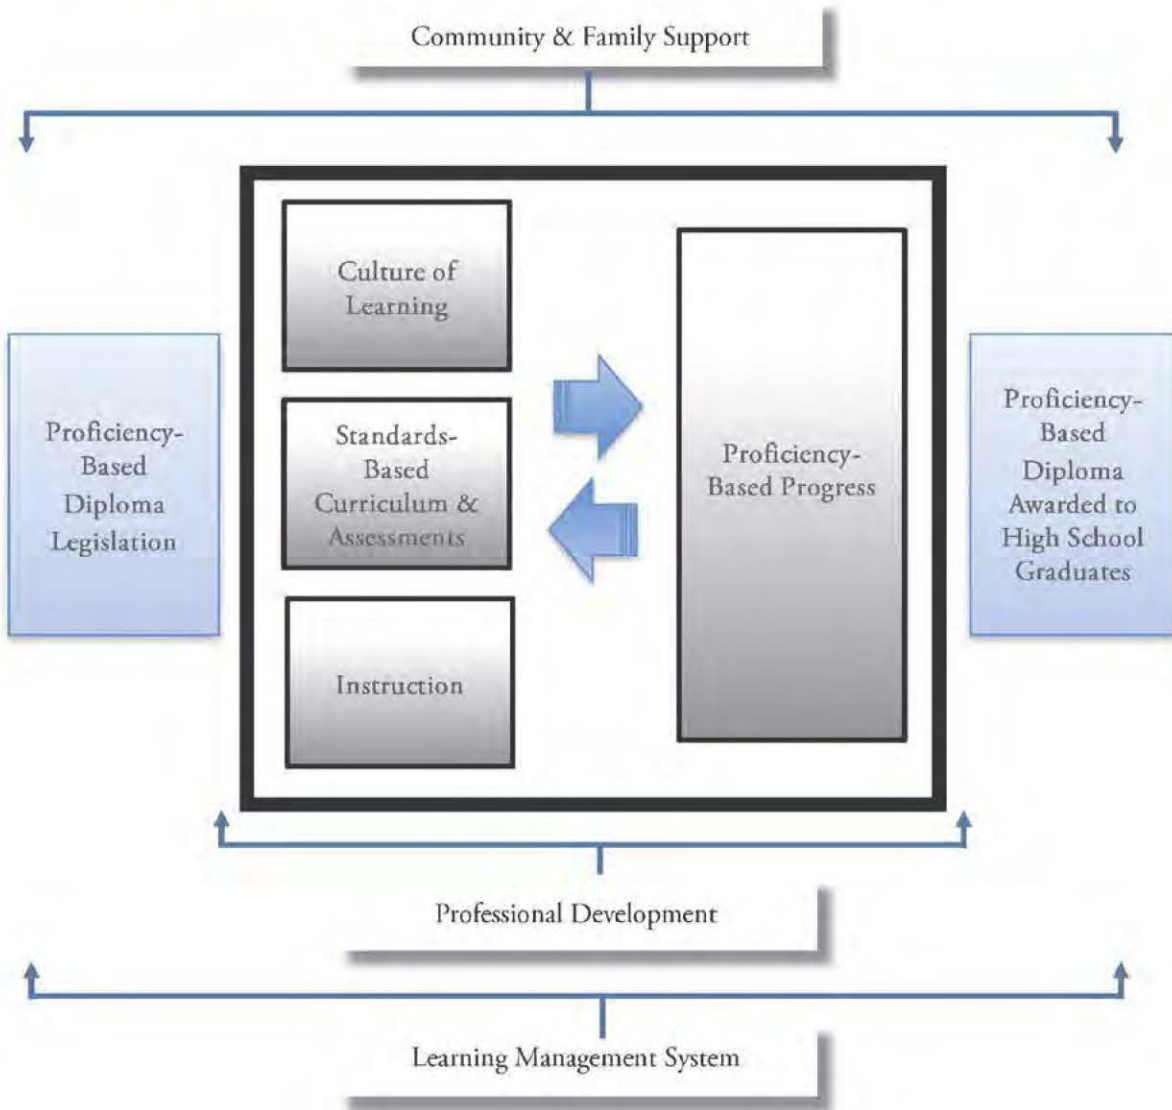 Community & Family Support
Proficiency-
Based
Diploma
Legislation
Culture of
Learning
Standards-
Based
Curriculum &
Assessments
Instruction
Proficiency-
Based Progress
Proficiency-
Based
Diploma
Awarded to
High School
Graduates
Professional Development
Learning Management System